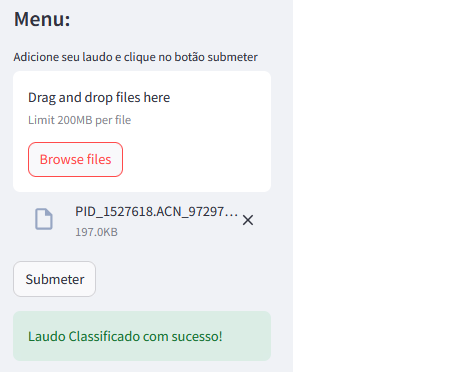 Menu:
Adicione seu laudo e clique no botão submeter
Drag and drop files here
Limit 200MB per file
Browse files
PID_1527618.ACN_97297...
197.0KB
Submeter
Laudo Classificado com sucesso!